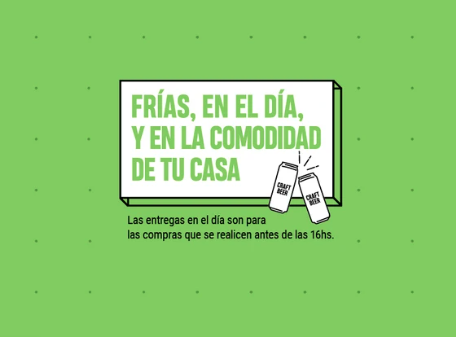 FRÍAS, EN EL DÍA,
Y EN LA COMODIDAD
DE TU CASA
CRAFT
BEER
CRAFT
BEER
Las entregas en el día son para
las compras que se realicen antes de las 16hs.